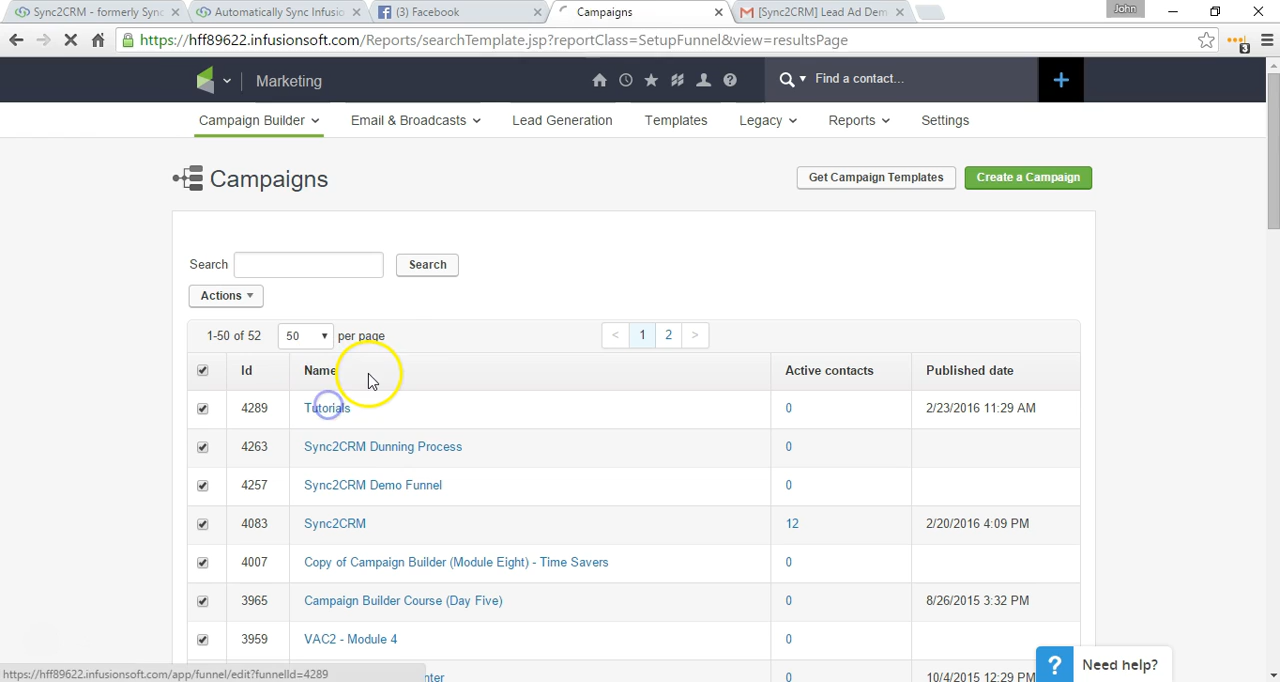 Sync2CRM - formerly Sync
Automatically Sync Infusio
(3) Facebook
Campaigns
[Sync2CRM] Lead Ad Dem
John
https://hff89622.infusionsoft.com/Reports/searchTemplate.jsp?reportClass=SetupFunnel&view=resultsPage
3
Marketing
Find a contact...
Campaign Builder
Email & Broadcasts
Lead Generation
Templates
Legacy
Reports
Settings
Campaigns
Get Campaign Templates
Create a Campaign
Search
Search
Actions
1-50 of 52
50
per page
<
1
2
>
Id
Name
Active contacts
Published date
4289
Tutorials
0
2/23/2016 11:29 AM
4263
Sync2CRM Dunning Process
0
4257
Sync2CRM Demo Funnel
0
4083
Sync2CRM
12
2/20/2016 4:09 PM
4007
Copy of Campaign Builder (Module Eight) - Time Savers
0
3965
Campaign Builder Course (Day Five)
0
8/26/2015 3:32 PM
3959
VAC2 - Module 4
0
? Need help?
https://hff89622.infusionsoft.com/app/funnel/edit?funnelId=4289
nter
0
10/4/2015 12:29 PM